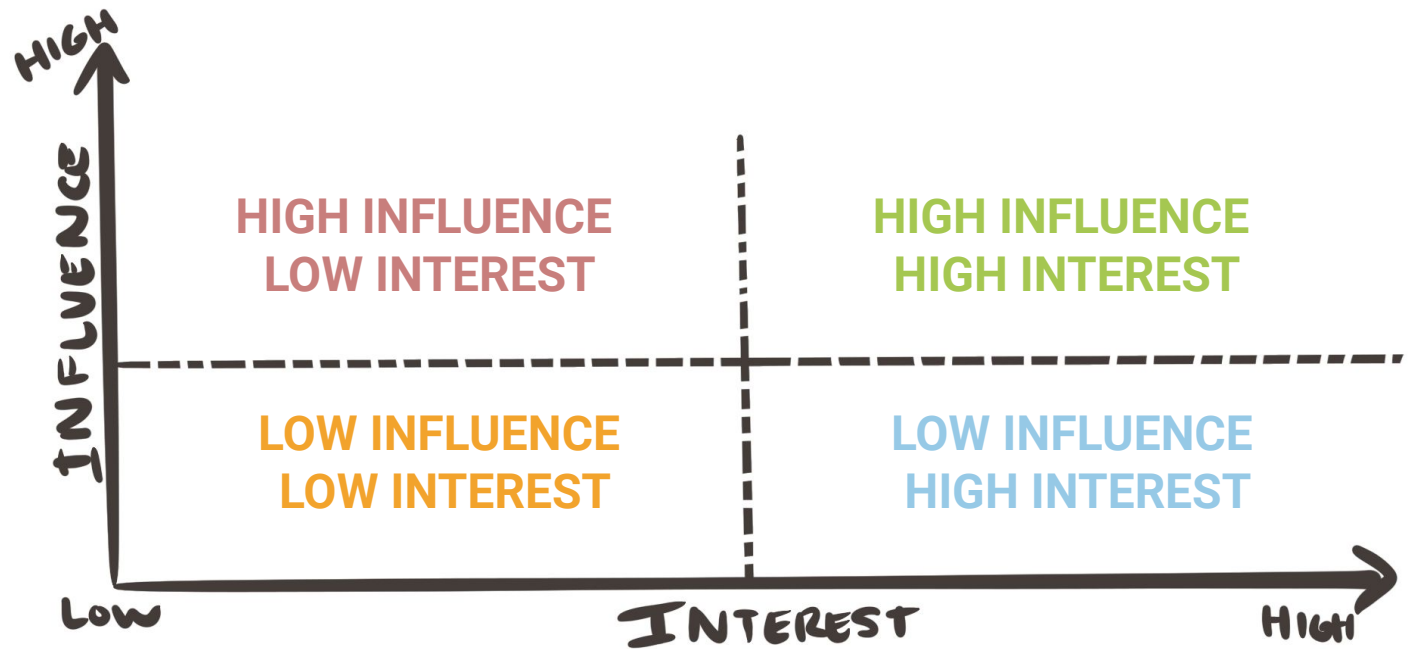 HIGH
INFLUENCE
HIGH INFLUENCE
LOW INTEREST
HIGH INFLUENCE
HIGH INTEREST
LOW INFLUENCE
LOW INTEREST
LOW INFLUENCE
HIGH INTEREST
LOW
INTEREST
HIGH